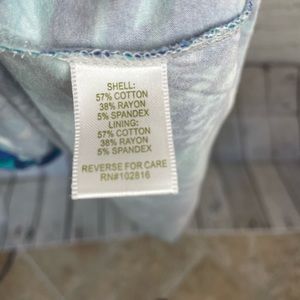 SHELL:
57% COTTON
38% RAYON
5% SPANDEX
LINING:
57% COTTON
38% RAYON
5% SPANDEX
REVERSE FOR CARE
RN#102816